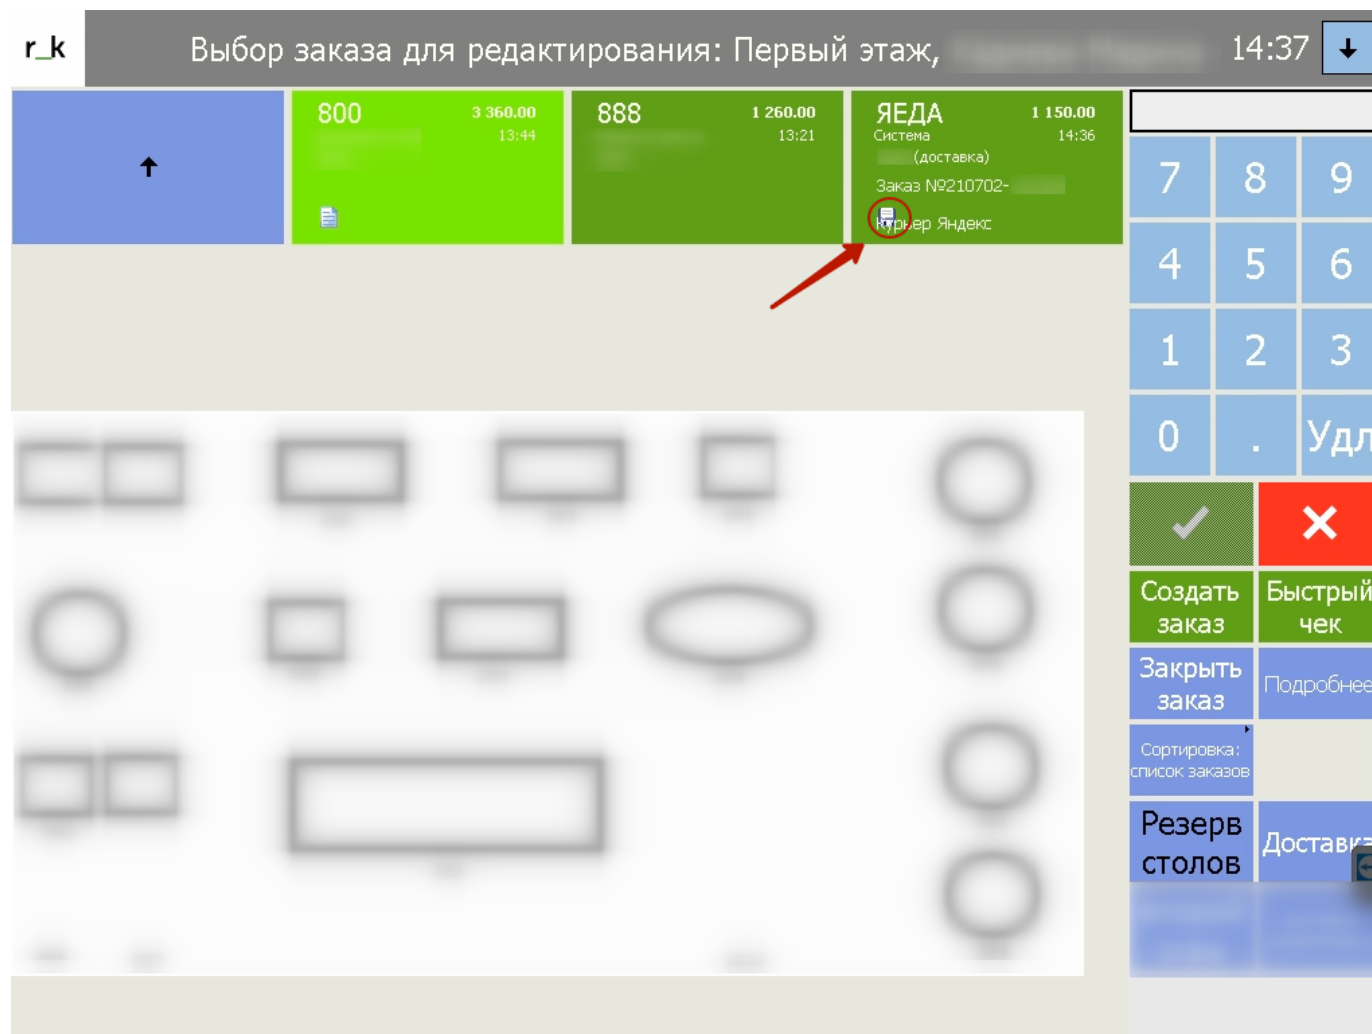 r_k
Выбор заказа для редактирования: Первый этаж,
14:37
800
3 360.00
13:44
888
1 260.00
13:21
ЯЕДА
1 150.00
Система
14:36
(доставка)
Заказ №210702-
Курьер Яндекс
7 8 9
4 5 6
1 2 3
0 . Удл
Создать
заказ
Быстрый
чек
Закрыть
заказ
Подробнее
Сортировка:
список заказов
Резерв
столов
Доставка